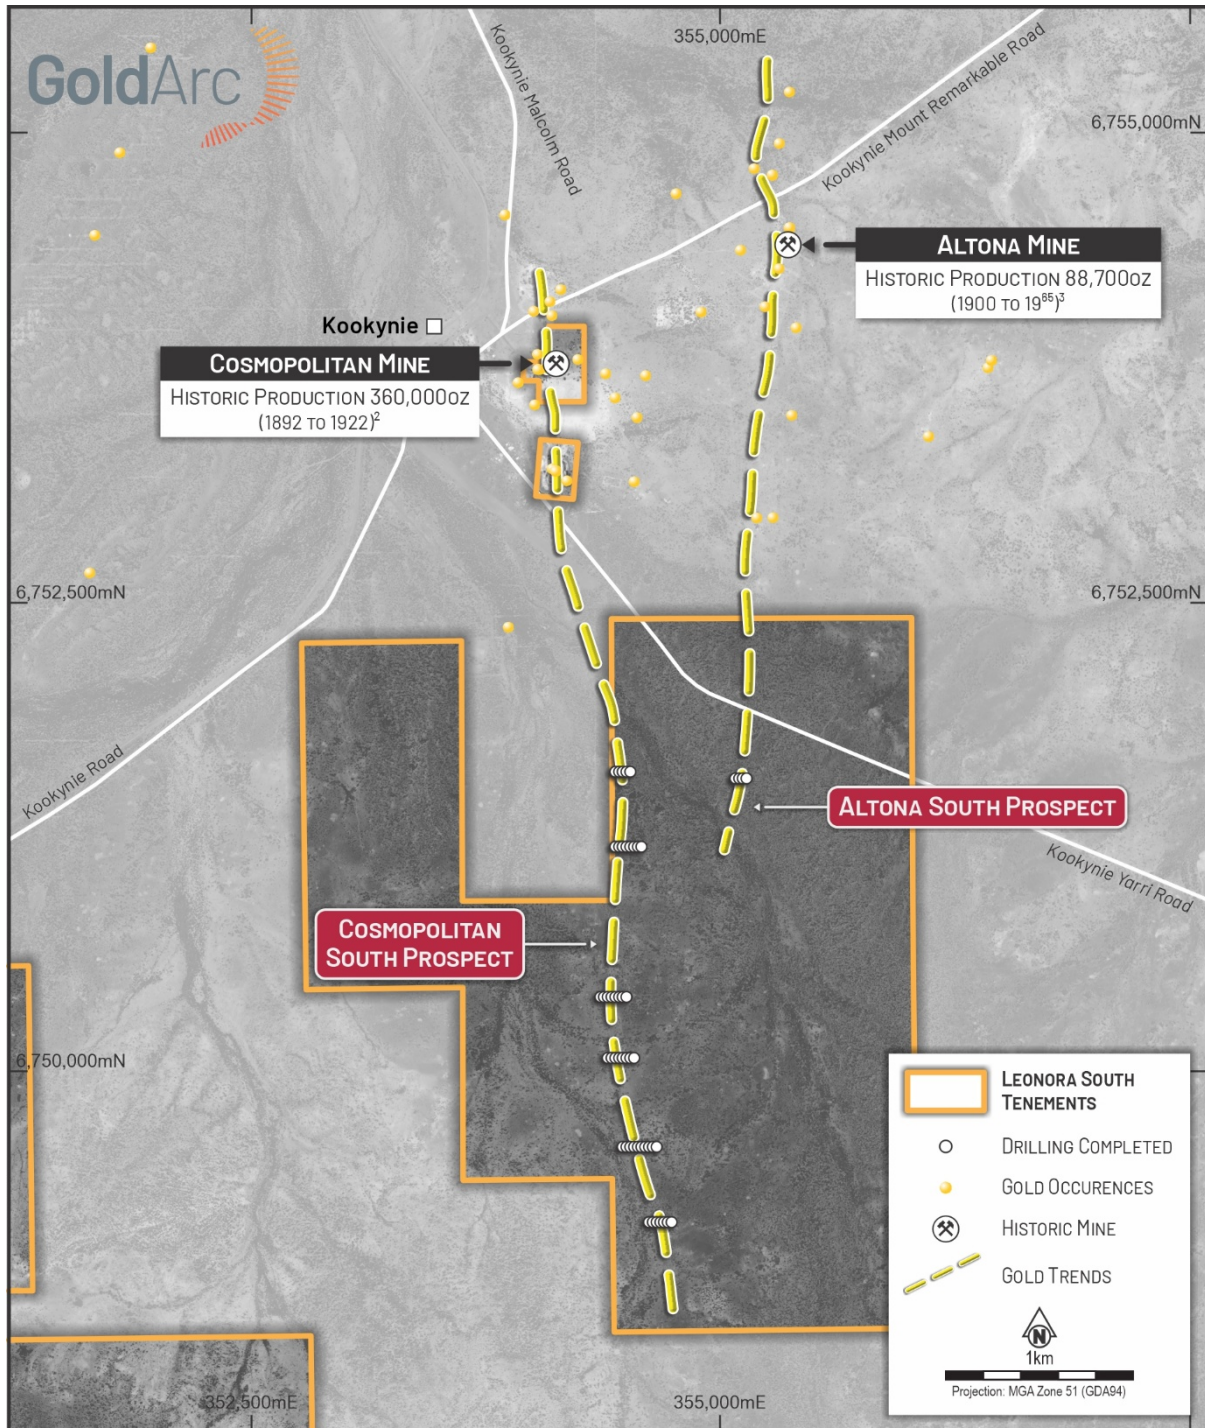 GoldArc
355,000mE
Kookynie Malcolm Road
Kookynie Mount Remarkable Road
6,755,000mN
ALTONA MINE
HISTORIC PRODUCTION 88,700OZ
(1900 TO 19⁶⁵)³
Kookynie
COSMOPOLITAN MINE
HISTORIC PRODUCTION 360,000OZ
(1892 TO 1922)²
6,752,500mN
6,752,500mN
Kookynie Road
ALTONA SOUTH PROSPECT
Kookynie Yarri Road
COSMOPOLITAN
SOUTH PROSPECT
6,750,000mN
LEONORA SOUTH
TENEMENTS
DRILLING COMPLETED
GOLD OCCURENCES
HISTORIC MINE
GOLD TRENDS
N
1km
Projection: MGA Zone 51 (GDA94)
352,500mE
355,000mE